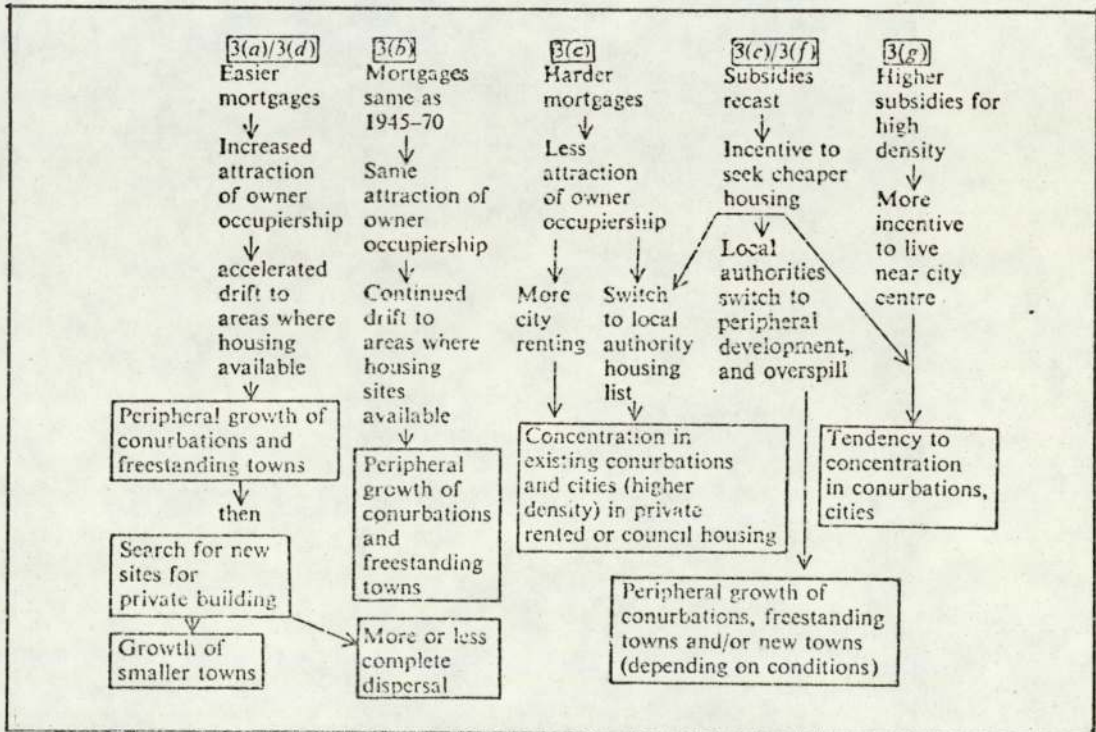 3(a)/3(d)
Easier
mortgages
Increased
attraction
of owner
occupiership
accelerated
drift to
areas where
housing
available
Peripheral growth of
conurbations and
freestanding towns
then
Search for new
sites for
private building
Growth of
smaller towns
3(b)
Mortgages
same as
1945-70
Same
attraction of
owner
occupiership
Continued
drift to
areas where
housing
sites
available
Peripheral
growth of
conurbations
and
freestanding
towns
More or less
complete
dispersal
3(c)
Harder
mortgages
Less
attraction
of owner
occupiership
More
city
renting
Switch
to local
authority
housing
list
Concentration in
existing conurbations
and cities (higher
density) in private
rented or council housing
Subsidies
recast
Incentive to
seek cheaper
housing
Local
authorities
switch to
peripheral
development,
and overspill
Peripheral growth of
conurbations, freestanding
towns and/or new towns
(depending on conditions)
3(g)
Higher
subsidies for
high
density
More
incentive
to live
near city
centre
Tendency to
concentration
in conurbations,
cities